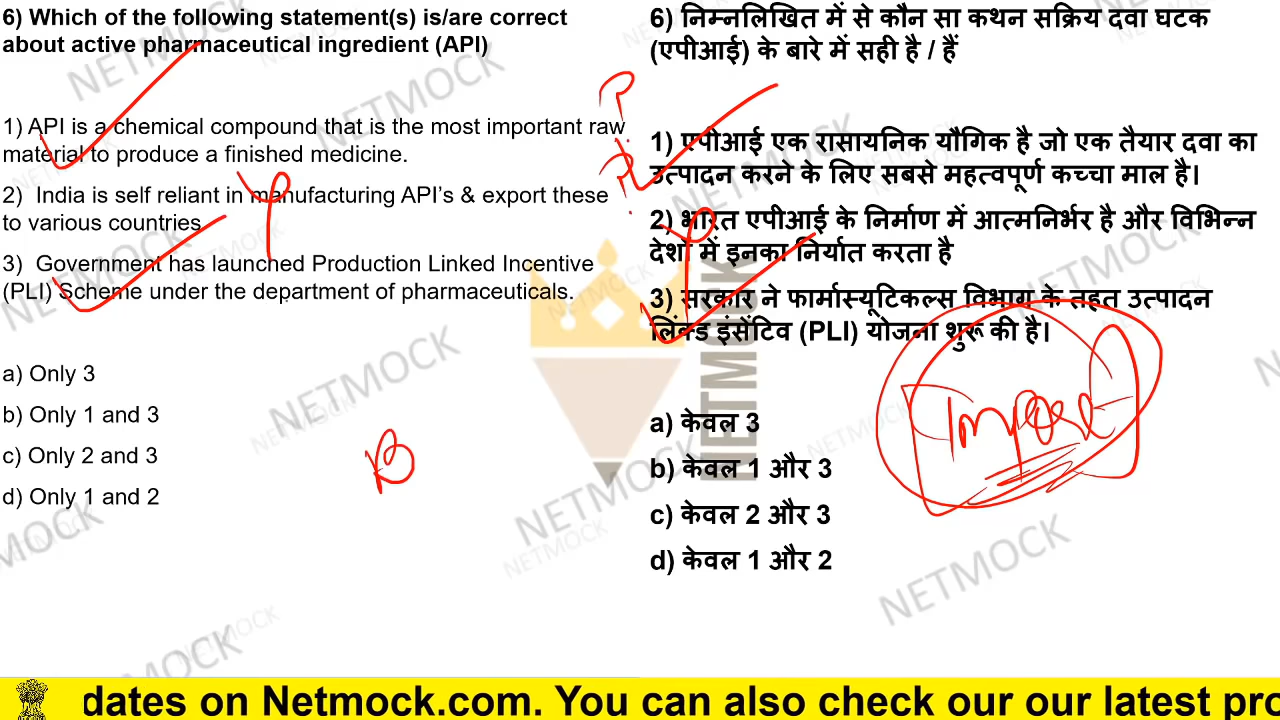 6) Which of the following statement(s) is/are correct
about active pharmaceutical ingredient (API)
1) API is a chemical compound that is the most important raw
material to produce a finished medicine.
2) India is self reliant in manufacturing API's & export these
to various countries
3) Government has launched Production Linked Incentive
(PLI) Scheme under the department of pharmaceuticals.
a) Only 3
b) Only 1 and 3
c) Only 2 and 3
d) Only 1 and 2
B
6) निम्नलिखित में से कौन सा कथन सक्रिय दवा घटक
(एपीआई) के बारे में सही है / हैं
1) एपीआई एक रासायनिक यौगिक है जो एक तैयार दवा का
उत्पादन करने के लिए सबसे महत्वपूर्ण कच्चा माल है।
2) भारत एपीआई के निर्माण में आत्मनिर्भर है और विभिन्न
देशों में इनका निर्यात करता है
3) सरकार ने फार्मास्यूटिकल्स विभाग के तहत उत्पादन
लिंक्ड इंसेंटिव (PLI) योजना शुरू की है।
a) केवल 3
b) केवल 1 और 3
c) केवल 2 और 3
d) केवल 1 और 2
Import
NETMOCK
dates on Netmock.com. You can also check our our latest pro